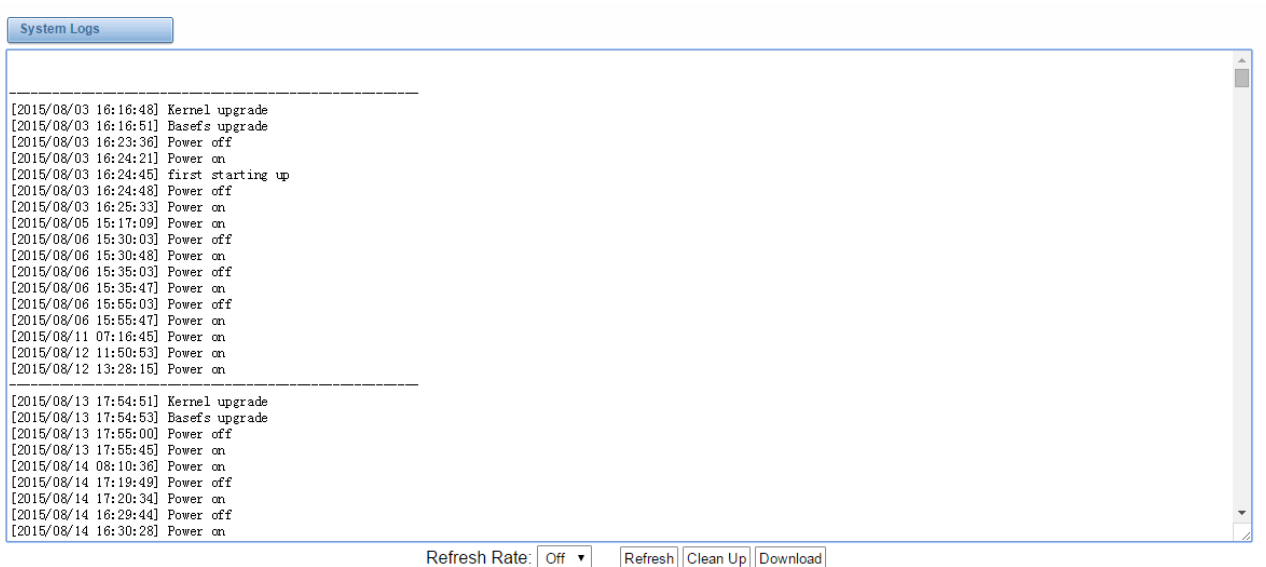 System Logs
[2015/08/03 16:16:48] Kernel upgrade
[2015/08/03 16:16:51] Basefs upgrade
[2015/08/03 16:23:36] Power off
[2015/08/03 16:24:21] Power on
[2015/08/03 16:24:45] first starting up
[2015/08/03 16:24:48] Power off
[2015/08/03 16:25:33] Power on
[2015/08/05 15:17:09] Power on
[2015/08/06 15:30:03] Power off
[2015/08/06 15:30:48] Power on
[2015/08/06 15:35:03] Power off
[2015/08/06 15:35:47] Power on
[2015/08/06 15:55:03] Power off
[2015/08/06 15:55:47] Power on
[2015/08/11 07:16:45] Power on
[2015/08/12 11:50:53] Power on
[2015/08/12 13:28:15] Power on
[2015/08/13 17:54:51] Kernel upgrade
[2015/08/13 17:54:53] Basefs upgrade
[2015/08/13 17:55:00] Power off
[2015/08/13 17:55:45] Power on
[2015/08/14 08:10:36] Power on
[2015/08/14 17:19:49] Power off
[2015/08/14 17:20:34] Power on
[2015/08/14 16:29:44] Power off
[2015/08/14 16:30:28] Power on
Refresh Rate: Off Refresh Clean Up Download